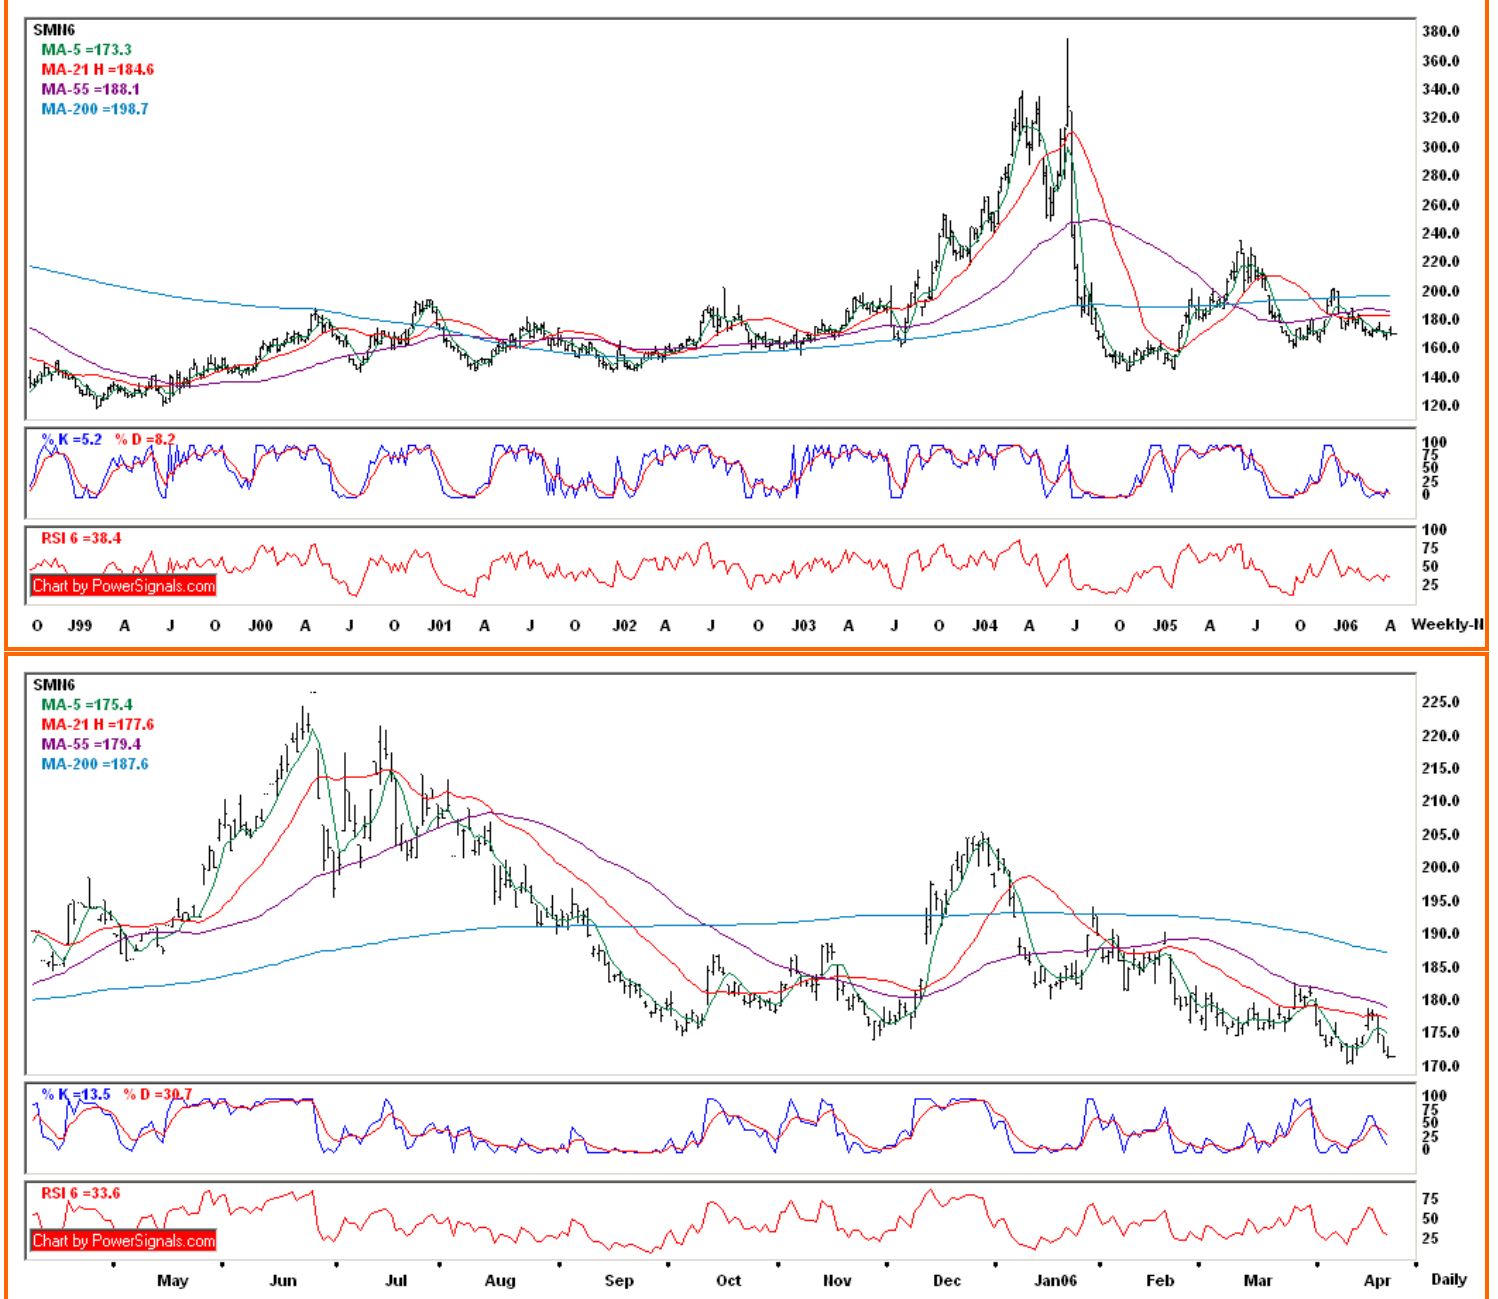 SMN6
MA-5 =173.3
MA-21 H =184.6
MA-55 =188.1
MA-200 =198.7
380.0
360.0
340.0
320.0
300.0
280.0
260.0
240.0
220.0
200.0
180.0
160.0
140.0
120.0
% K =5.2 % D =8.2
100
75
50
25
0
RSI 6 =38.4
100
75
50
25
Chart by PowerSignals.com
O J99 A J O J00 A J O J01 A J O J02 A J O J03 A J O J04 A J O J05 A J O J06 A Weekly-N
SMN6
MA-5 =175.4
MA-21 H =177.6
MA-55 =179.4
MA-200 =187.6
225.0
220.0
215.0
210.0
205.0
200.0
195.0
190.0
185.0
180.0
175.0
170.0
% K =13.5 % D =30.7
100
75
50
25
0
RSI 6 =33.6
75
50
25
Chart by PowerSignals.com
May Jun Jul Aug Sep Oct Nov Dec Jan06 Feb Mar Apr Daily